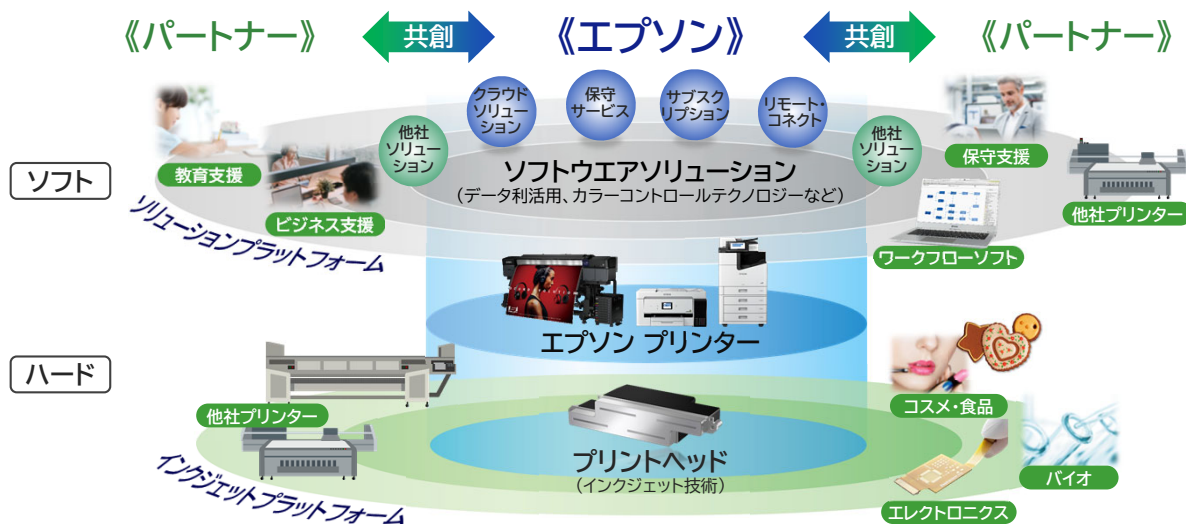 《パートナー》
共創
《エプソン》
共創
《パートナー》
クラウド
ソリュー
ション
保守
サービス
サブスク
リプション
リモート・
コネクト
他社
ソリュー
ション
他社
ソリュー
ション
ソフト
教育支援
ビジネス支援
ソフトウエアソリューション
（データ利活用、カラーコントロールテクノロジーなど）
保守支援
他社プリンター
ワークフローソフト
ソリューションプラットフォーム
エプソン プリンター
ハード
他社プリンター
コスメ・食品
プリントヘッド
（インクジェット技術）
バイオ
エレクトロニクス
インクジェットプラットフォーム